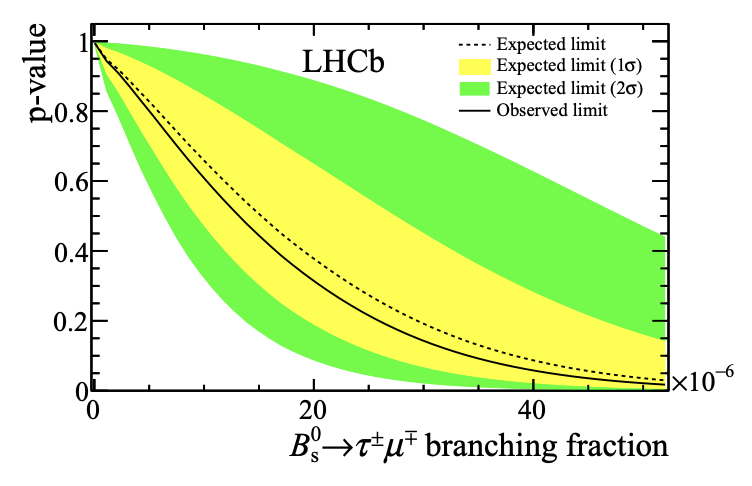 p-value
1
0.8
0.6
0.4
0.2
0
0 20 40
×10⁻⁶
LHCb
Expected limit
Expected limit (1σ)
Expected limit (2σ)
Observed limit
B⁰ₛ→τ±μ∓ branching fraction